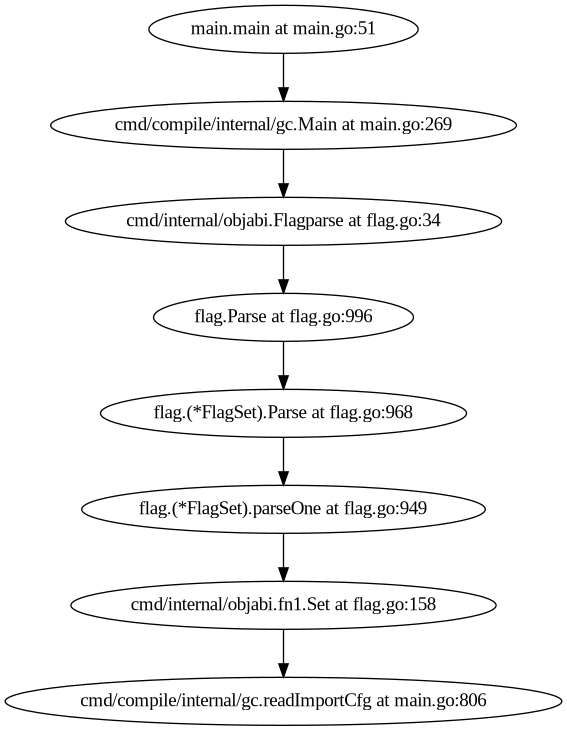 main.main at main.go:51
cmd/compile/internal/gc.Main at main.go:269
cmd/internal/objabi.Flagparse at flag.go:34
flag.Parse at flag.go:996
flag.(*FlagSet).Parse at flag.go:968
flag.(*FlagSet).parseOne at flag.go:949
cmd/internal/objabi.fn1.Set at flag.go:158
cmd/compile/internal/gc.readImportCfg at main.go:806